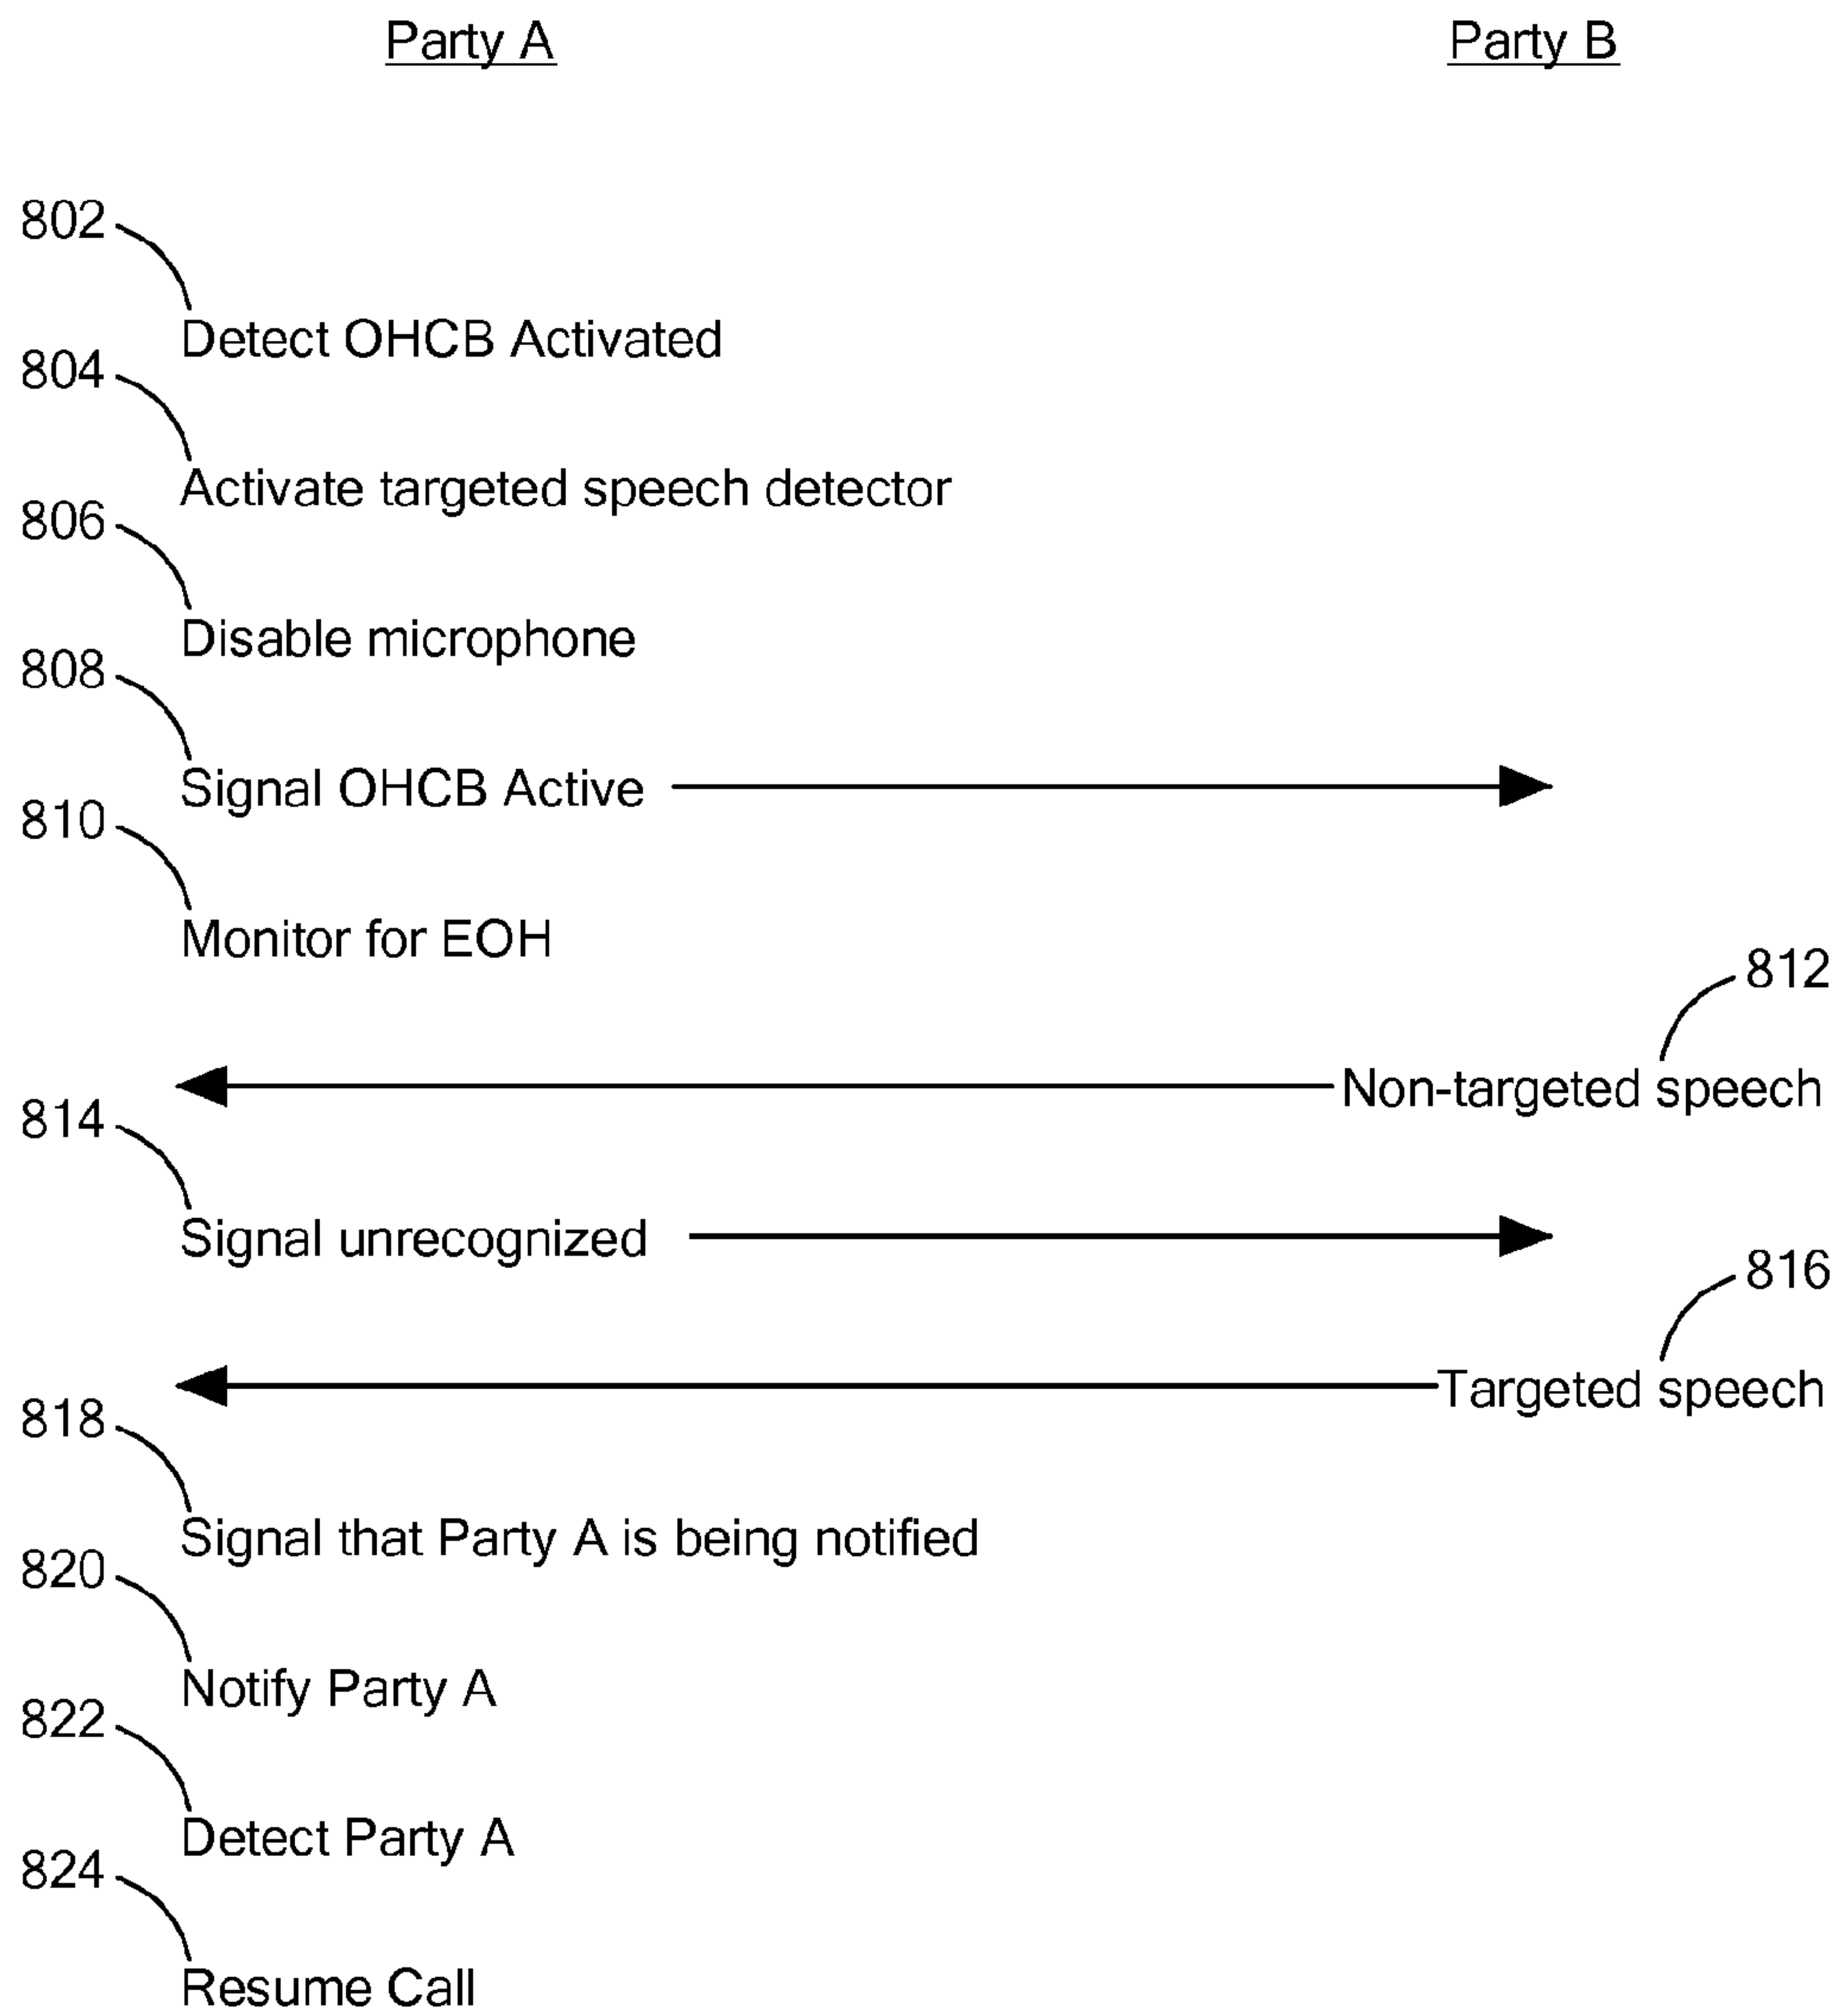 Party A
Party B
802
Detect OHCB Activated
804
Activate targeted speech detector
806
Disable microphone
808
Signal OHCB Active
810
Monitor for EOH
812
Non-targeted speech
814
Signal unrecognized
816
Targeted speech
818
Signal that Party A is being notified
820
Notify Party A
822
Detect Party A
824
Resume Call